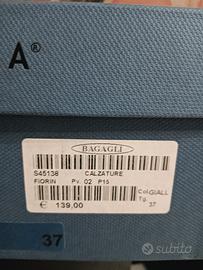 A®
BAGAGLI
S45138 CALZATURE
FIORIN Pv. 02 P15
Col GIALL
Tg. 37
€ 139,00
37
subito